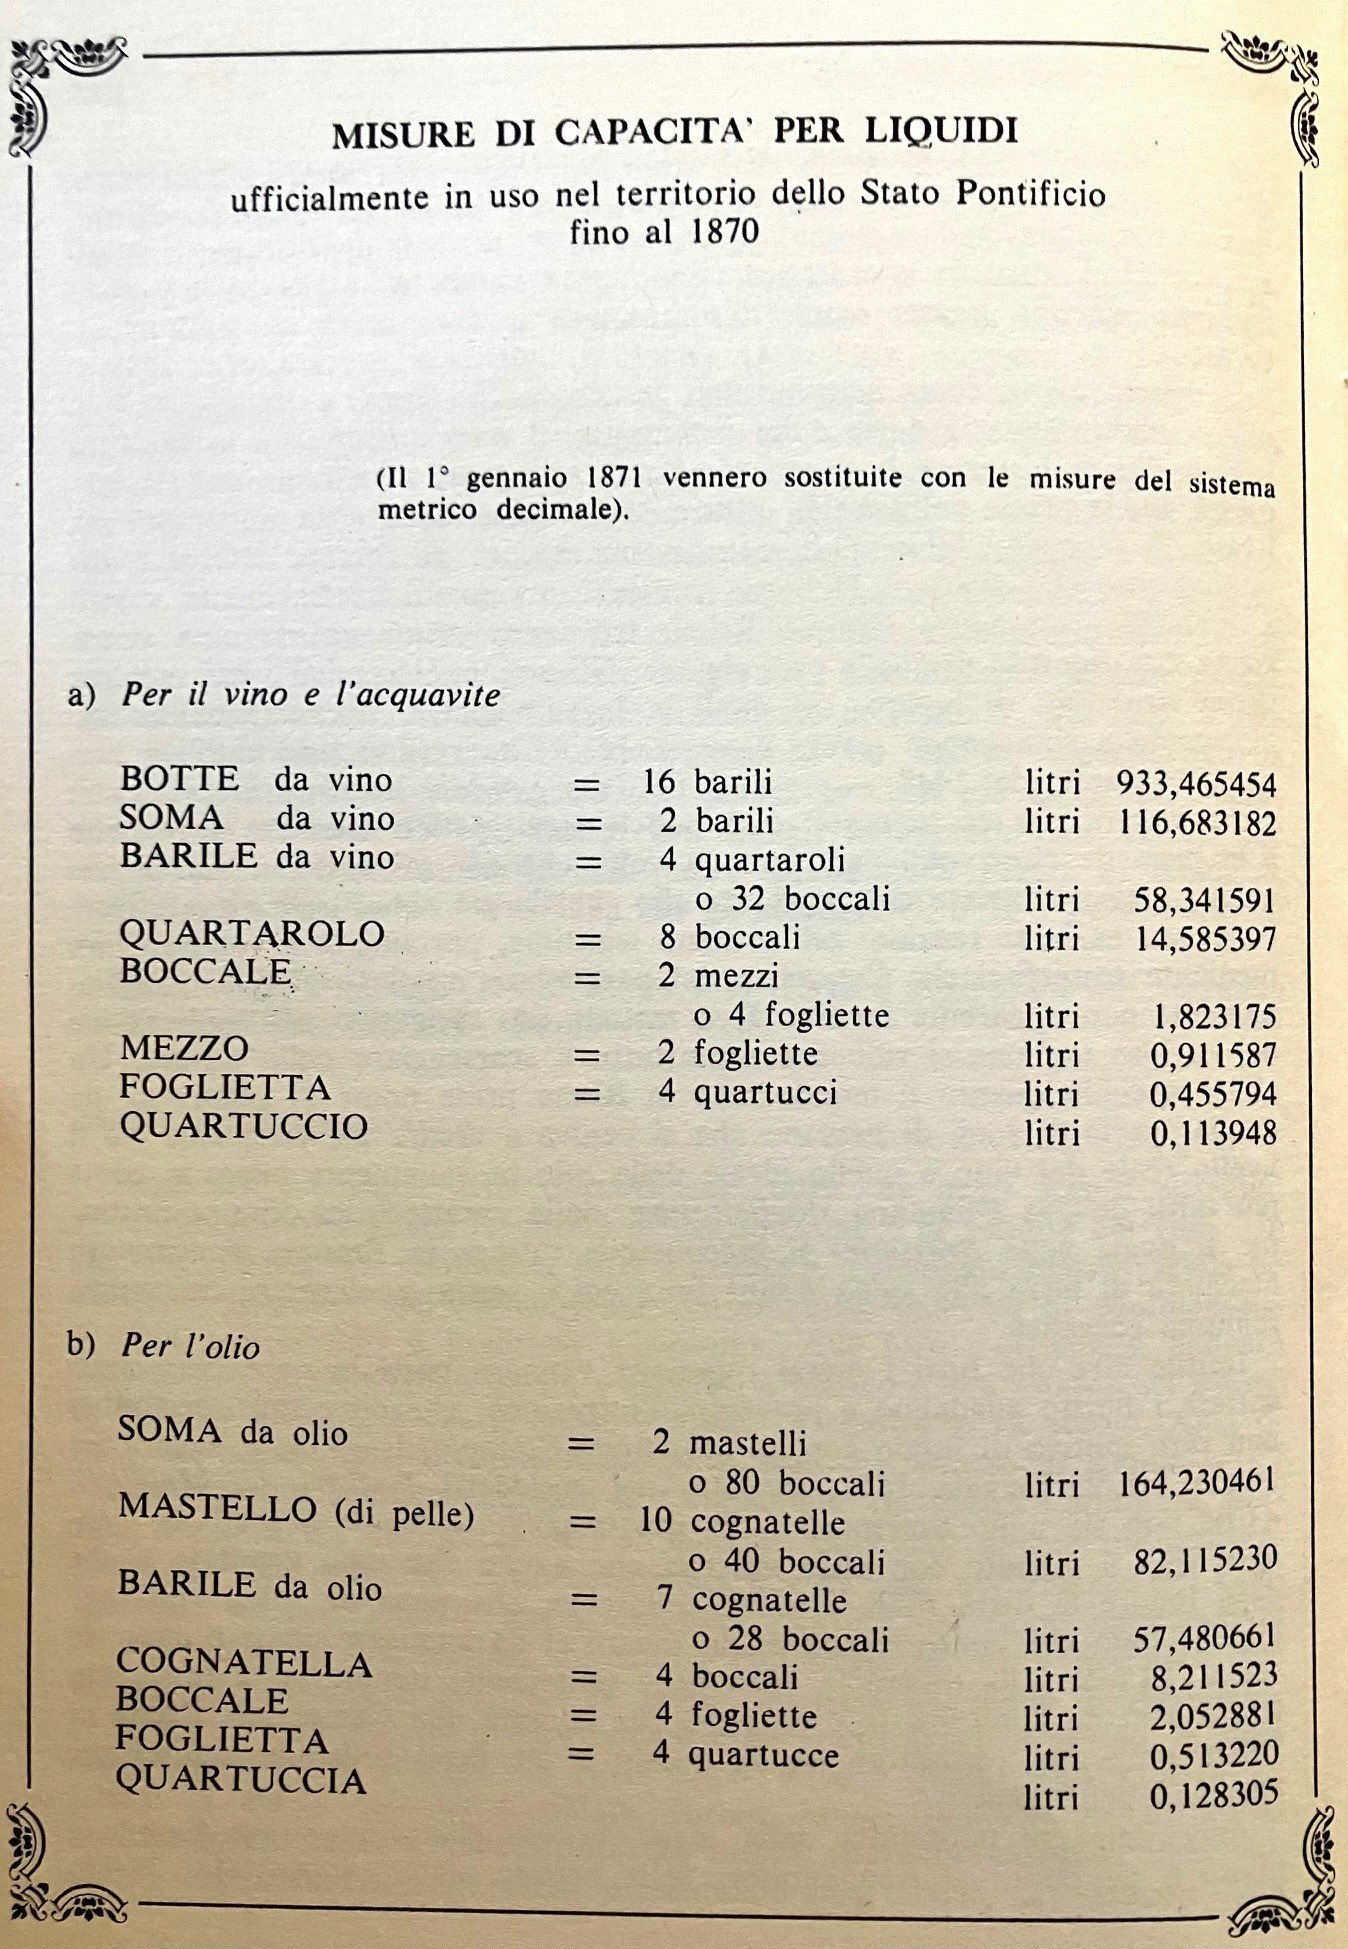 MISURE DI CAPACITA' PER LIQUIDI
ufficialmente in uso nel territorio dello Stato Pontificio
fino al 1870
(Il 1° gennaio 1871 vennero sostituite con le misure del sistema
metrico decimale).
a) Per il vino e l'acquavite
BOTTE da vino = 16 barili litri 933,465454
SOMA da vino = 2 barili litri 116,683182
BARILE da vino = 4 quartaroli
o 32 boccali litri 58,341591
QUARTAROLO = 8 boccali litri 14,585397
BOCCALE = 2 mezzi
o 4 fogliette litri 1,823175
MEZZO = 2 fogliette litri 0,911587
FOGLIETTA = 4 quartucci litri 0,455794
QUARTUCCIO litri 0,113948
b) Per l'olio
SOMA da olio = 2 mastelli
o 80 boccali litri 164,230461
MASTELLO (di pelle) = 10 cognatelle
o 40 boccali litri 82,115230
BARILE da olio = 7 cognatelle
o 28 boccali litri 57,480661
COGNATELLA = 4 boccali litri 8,211523
BOCCALE = 4 fogliette litri 2,052881
FOGLIETTA = 4 quartucce litri 0,513220
QUARTUCCIA litri 0,128305